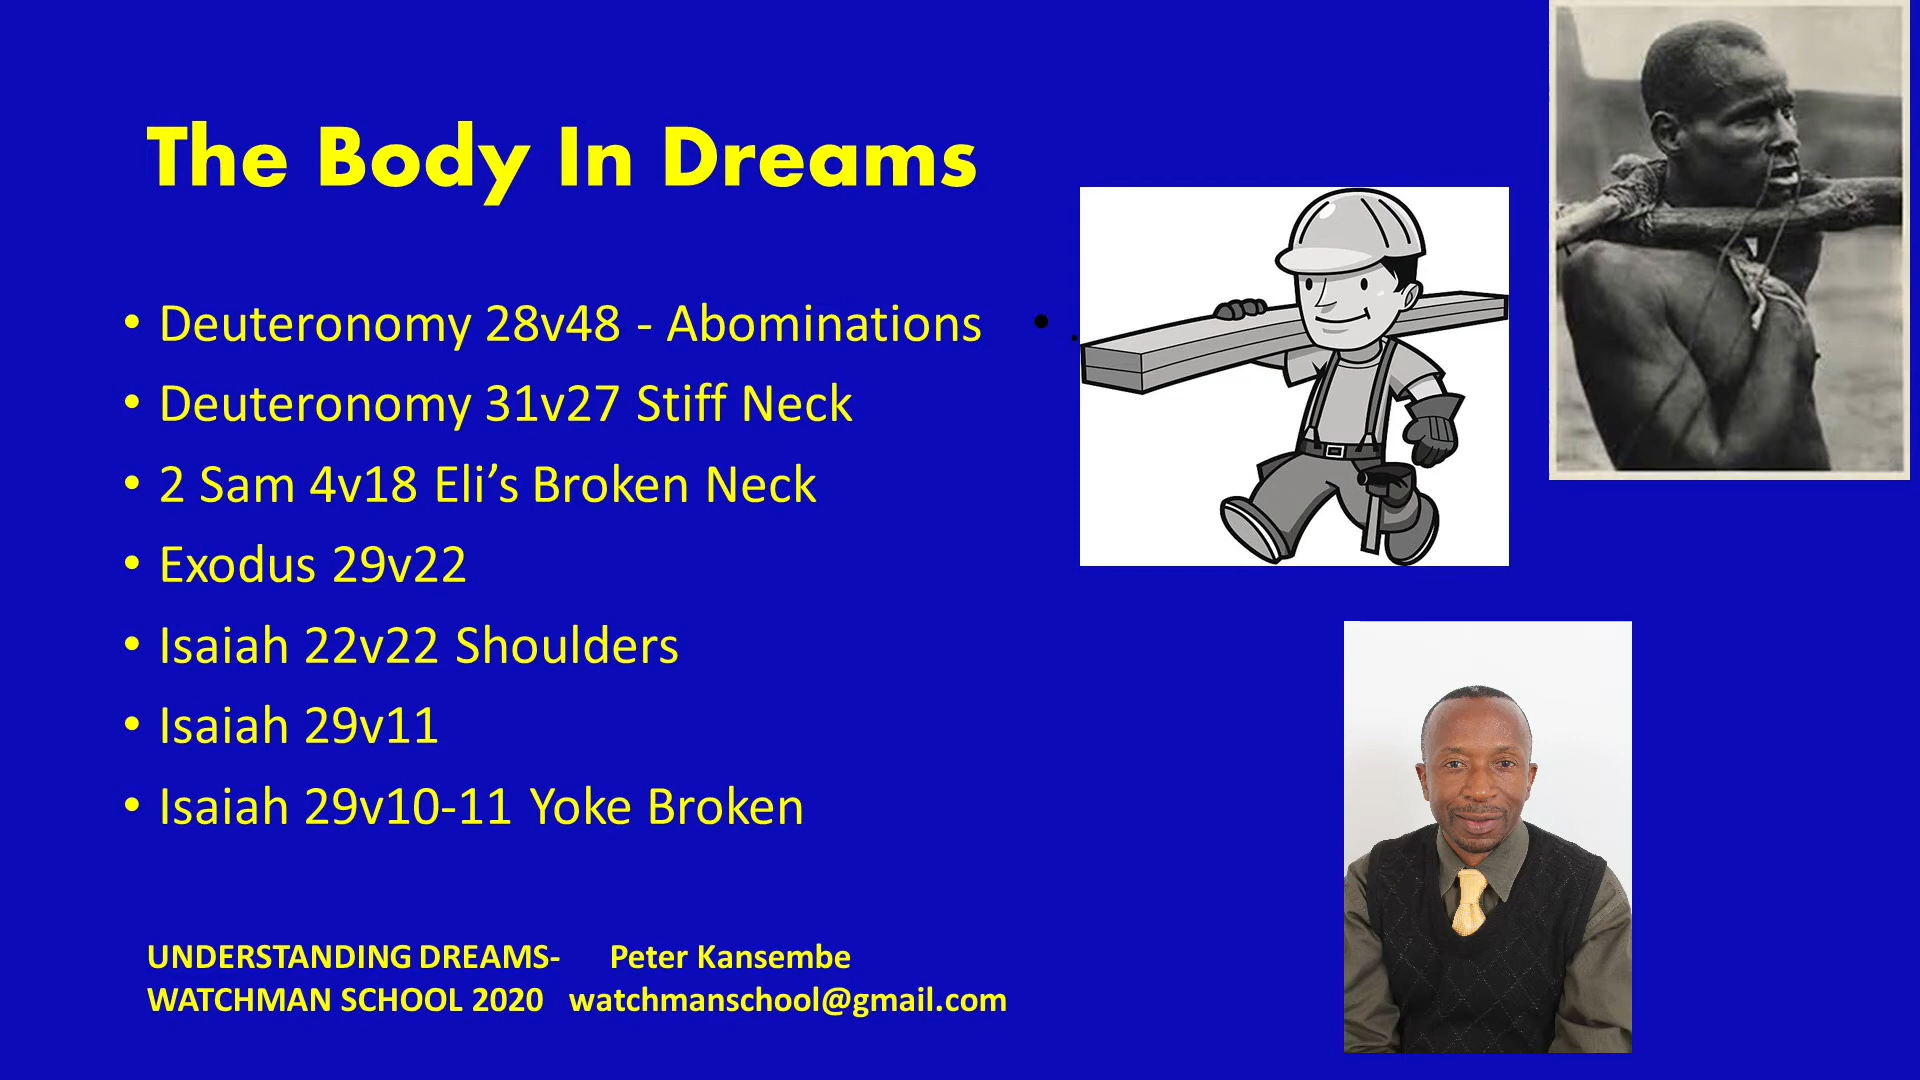 The Body In Dreams
• Deuteronomy 28v48 - Abominations
• Deuteronomy 31v27 Stiff Neck
• 2 Sam 4v18 Eli’s Broken Neck
• Exodus 29v22
• Isaiah 22v22 Shoulders
• Isaiah 29v11
• Isaiah 29v10-11 Yoke Broken
• .
UNDERSTANDING DREAMS- Peter Kansembe
WATCHMAN SCHOOL 2020 watchmanschool@gmail.com